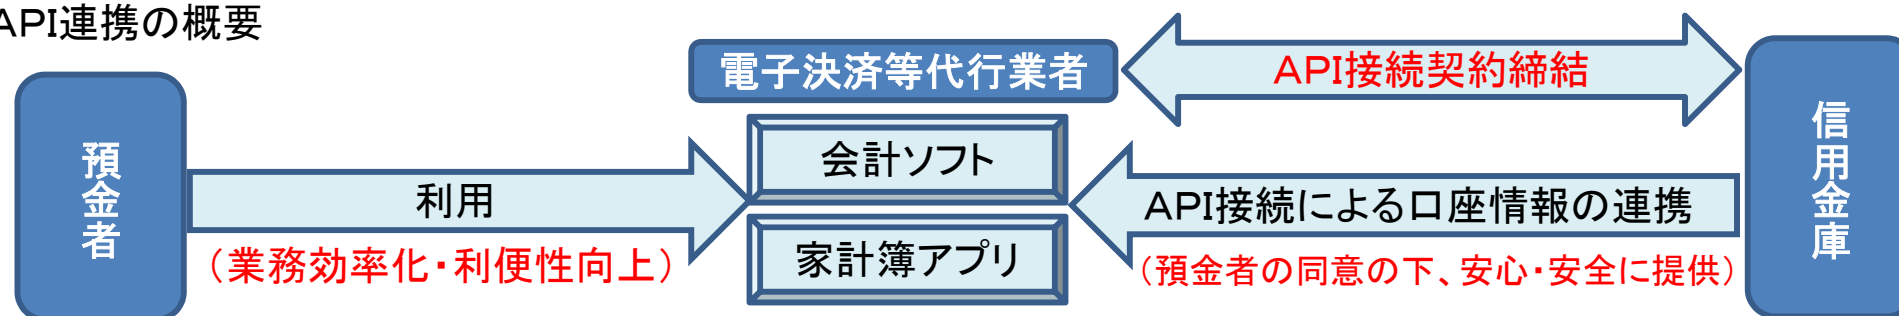 API連携の概要
電子決済等代行業者
API接続契約締結
預金者
利用
(業務効率化・利便性向上)
会計ソフト
家計簿アプリ
API接続による口座情報の連携
(預金者の同意の下、安心・安全に提供)
信用金庫